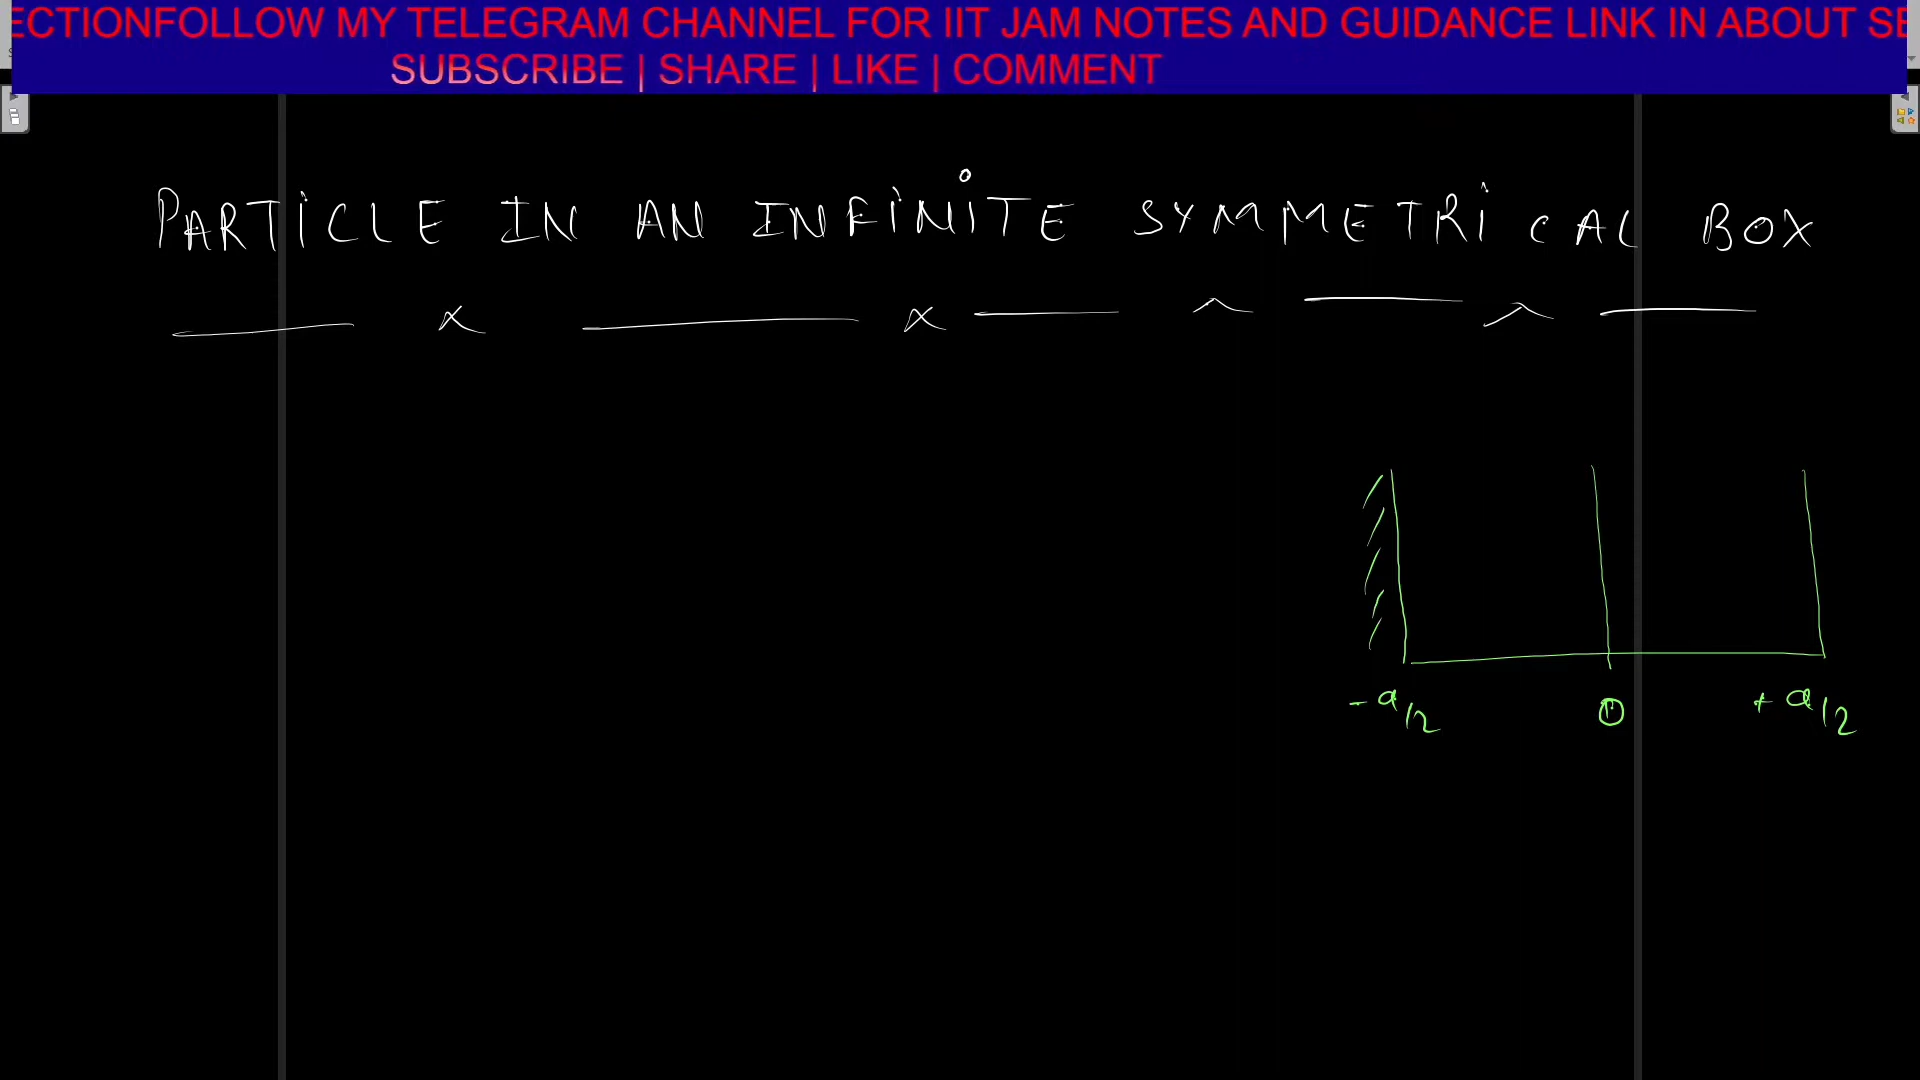 ECTIONFOLLOW MY TELEGRAM CHANNEL FOR IIT JAM NOTES AND GUIDANCE LINK IN ABOUT SE
SUBSCRIBE | SHARE | LIKE | COMMENT
PARTICLE IN AN INFINITE SYMMETRICAL BOX
-a/2 0 +a/2